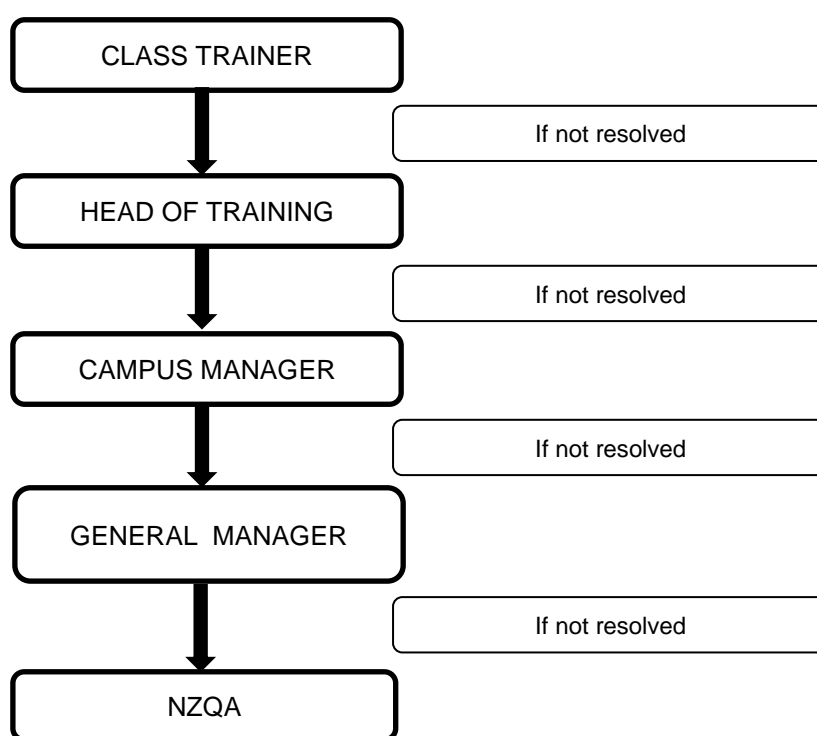 CLASS TRAINER
If not resolved
HEAD OF TRAINING
If not resolved
CAMPUS MANAGER
If not resolved
GENERAL MANAGER
If not resolved
NZQA